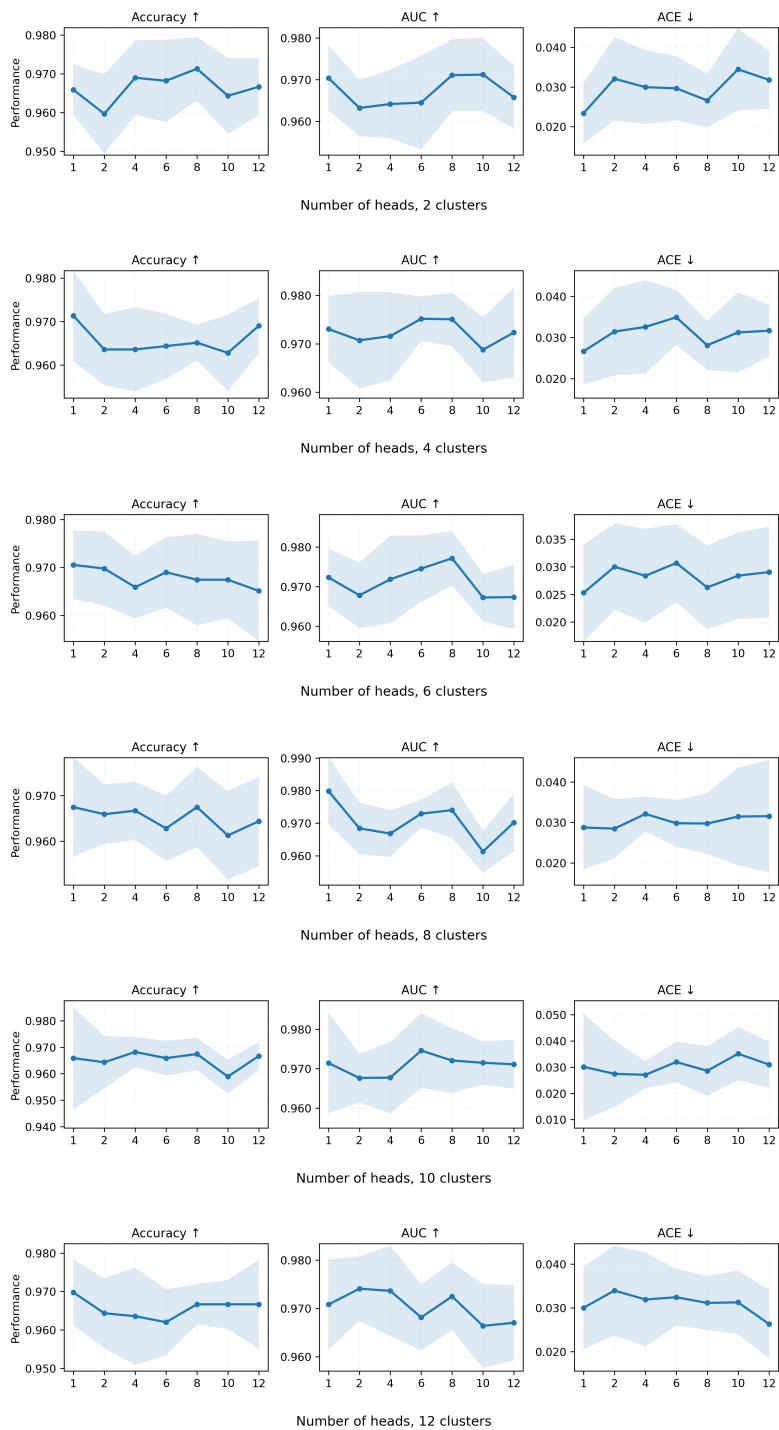 Accuracy ↑ AUC ↑ ACE ↓
Performance
0.980 0.970 0.960 0.950
0.980 0.970 0.960
0.040 0.030 0.020
1 2 4 6 8 10 12 1 2 4 6 8 10 12 1 2 4 6 8 10 12
Number of heads, 2 clusters
Accuracy ↑ AUC ↑ ACE ↓
Performance
0.980 0.970 0.960
0.980 0.970 0.960
0.040 0.030 0.020
1 2 4 6 8 10 12 1 2 4 6 8 10 12 1 2 4 6 8 10 12
Number of heads, 4 clusters
Accuracy ↑ AUC ↑ ACE ↓
Performance
0.980 0.970 0.960
0.980 0.970 0.960
0.035 0.030 0.025 0.020
1 2 4 6 8 10 12 1 2 4 6 8 10 12 1 2 4 6 8 10 12
Number of heads, 6 clusters
Accuracy ↑ AUC ↑ ACE ↓
Performance
0.970 0.960
0.990 0.980 0.970 0.960
0.040 0.030 0.020
1 2 4 6 8 10 12 1 2 4 6 8 10 12 1 2 4 6 8 10 12
Number of heads, 8 clusters
Accuracy ↑ AUC ↑ ACE ↓
Performance
0.980 0.970 0.960 0.950 0.940
0.980 0.970 0.960
0.050 0.040 0.030 0.020 0.010
1 2 4 6 8 10 12 1 2 4 6 8 10 12 1 2 4 6 8 10 12
Number of heads, 10 clusters
Accuracy ↑ AUC ↑ ACE ↓
Performance
0.980 0.970 0.960 0.950
0.980 0.970 0.960
0.040 0.030 0.020
1 2 4 6 8 10 12 1 2 4 6 8 10 12 1 2 4 6 8 10 12
Number of heads, 12 clusters